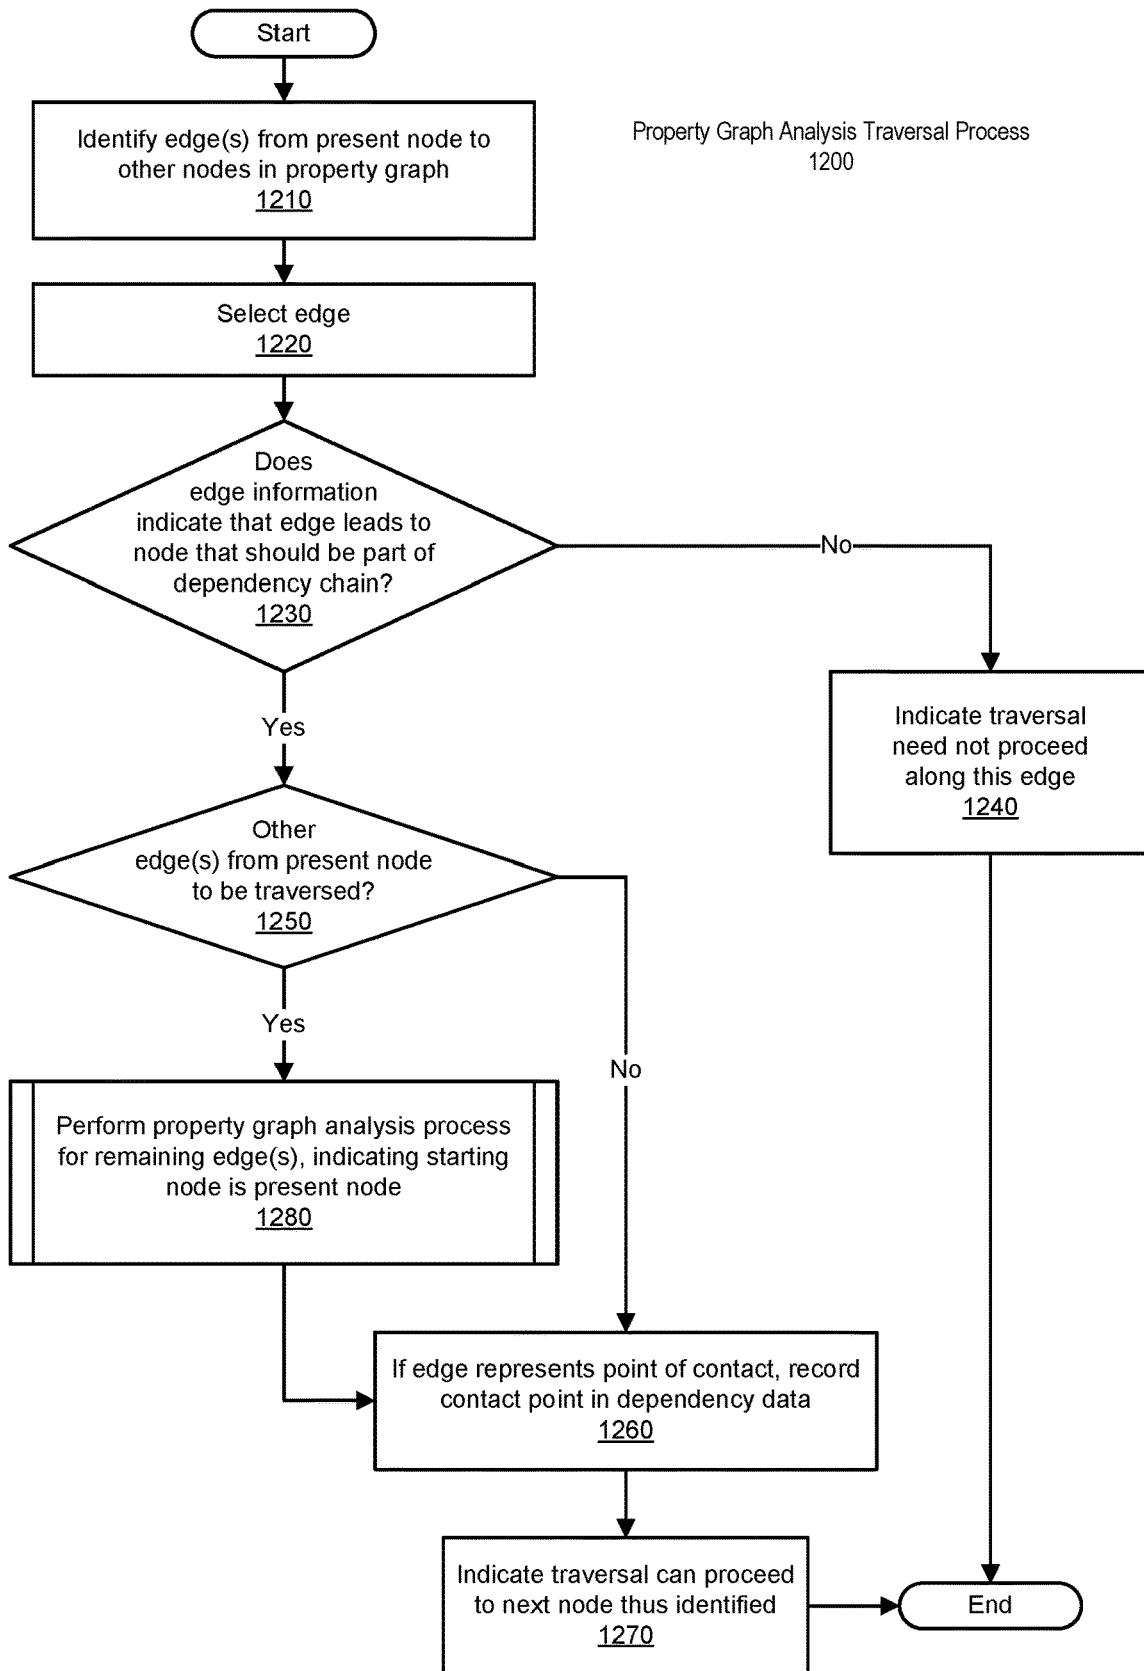 Start
Property Graph Analysis Traversal Process
1200
Identify edge(s) from present node to
other nodes in property graph
1210
Select edge
1220
Does
edge information
indicate that edge leads to
node that should be part of
dependency chain?
1230
No
Yes
Indicate traversal
need not proceed
along this edge
1240
Other
edge(s) from present node
to be traversed?
1250
Yes
No
Perform property graph analysis process
for remaining edge(s), indicating starting
node is present node
1280
If edge represents point of contact, record
contact point in dependency data
1260
Indicate traversal can proceed
to next node thus identified
1270
End